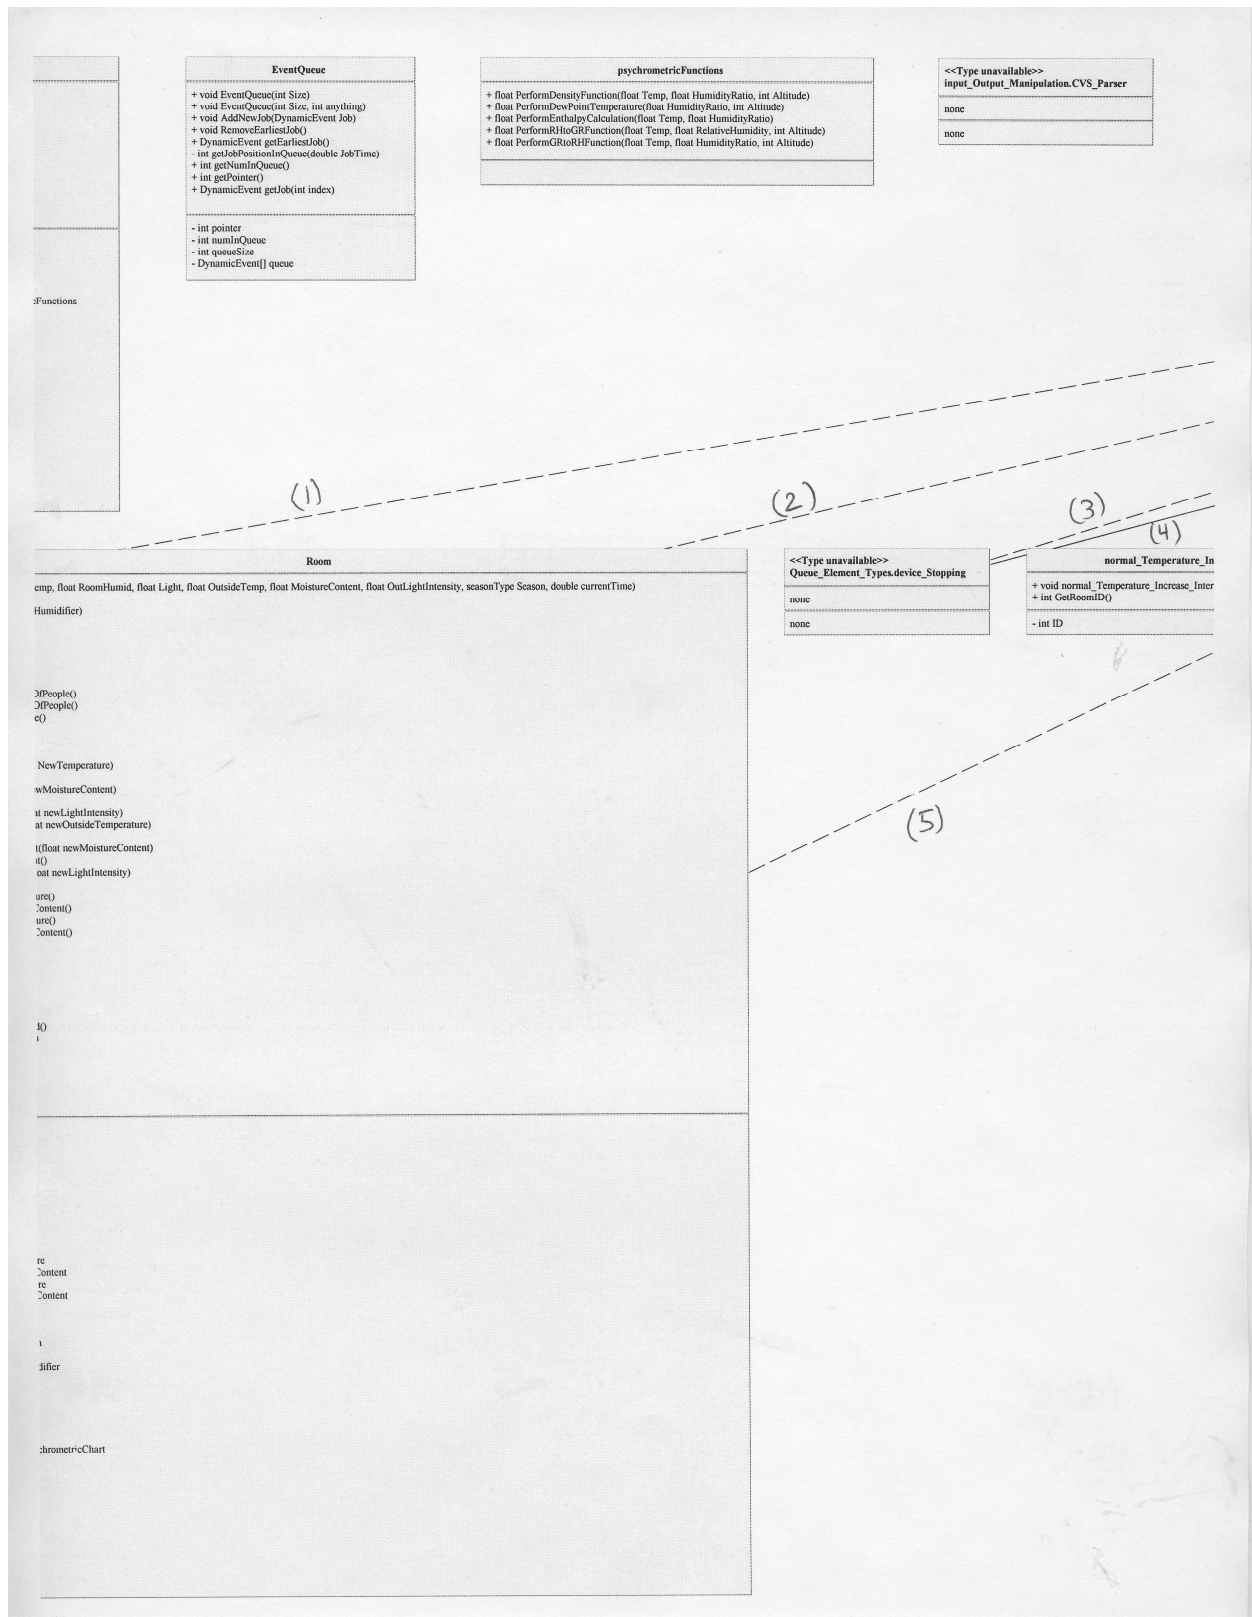 EventQueue
+ void EventQueue(int Size)
+ void EventQueue(int Size, int anything)
+ void AddNewJob(DynamicEvent Job)
+ void RemoveEarliestJob()
+ DynamicEvent getEarliestJob()
- int getJobPositionInQueue(double JobTime)
+ int getNumInQueue()
+ int getPointer()
+ DynamicEvent getJob(int index)
- int pointer
- int numInQueue
- int queueSize
- DynamicEvent[] queue
psychrometricFunctions
+ float PerformDensityFunction(float Temp, float HumidityRatio, int Altitude)
+ float PerformDewPointTemperature(float HumidityRatio, int Altitude)
+ float PerformEnthalpyCalculation(float Temp, float HumidityRatio)
+ float PerformRHtoGRFunction(float Temp, float RelativeHumidity, int Altitude)
+ float PerformGRtoRHFunction(float Temp, float HumidityRatio, int Altitude)
<<Type unavailable>>
input_Output_Manipulation.CVS_Parser
none
none
cFunctions
(1)
(2)
(3)
(4)
Room
emp, float RoomHumid, float Light, float OutsideTemp, float MoistureContent, float OutLightIntensity, seasonType Season, double currentTime)
Humidifier)
OfPeople()
OfPeople()
e()
NewTemperature)
wMoistureContent)
at newLightIntensity)
at newOutsideTemperature)
t(float newMoistureContent)
nt()
oat newLightIntensity)
ure()
Content()
ure()
Content()
d()
)
re
Content
re
Content
n
difier
chrometricChart
<<Type unavailable>>
Queue_Element_Types.device_Stopping
none
none
normal_Temperature_In
+ void normal_Temperature_Increase_Inter
+ int GetRoomID()
- int ID
(5)